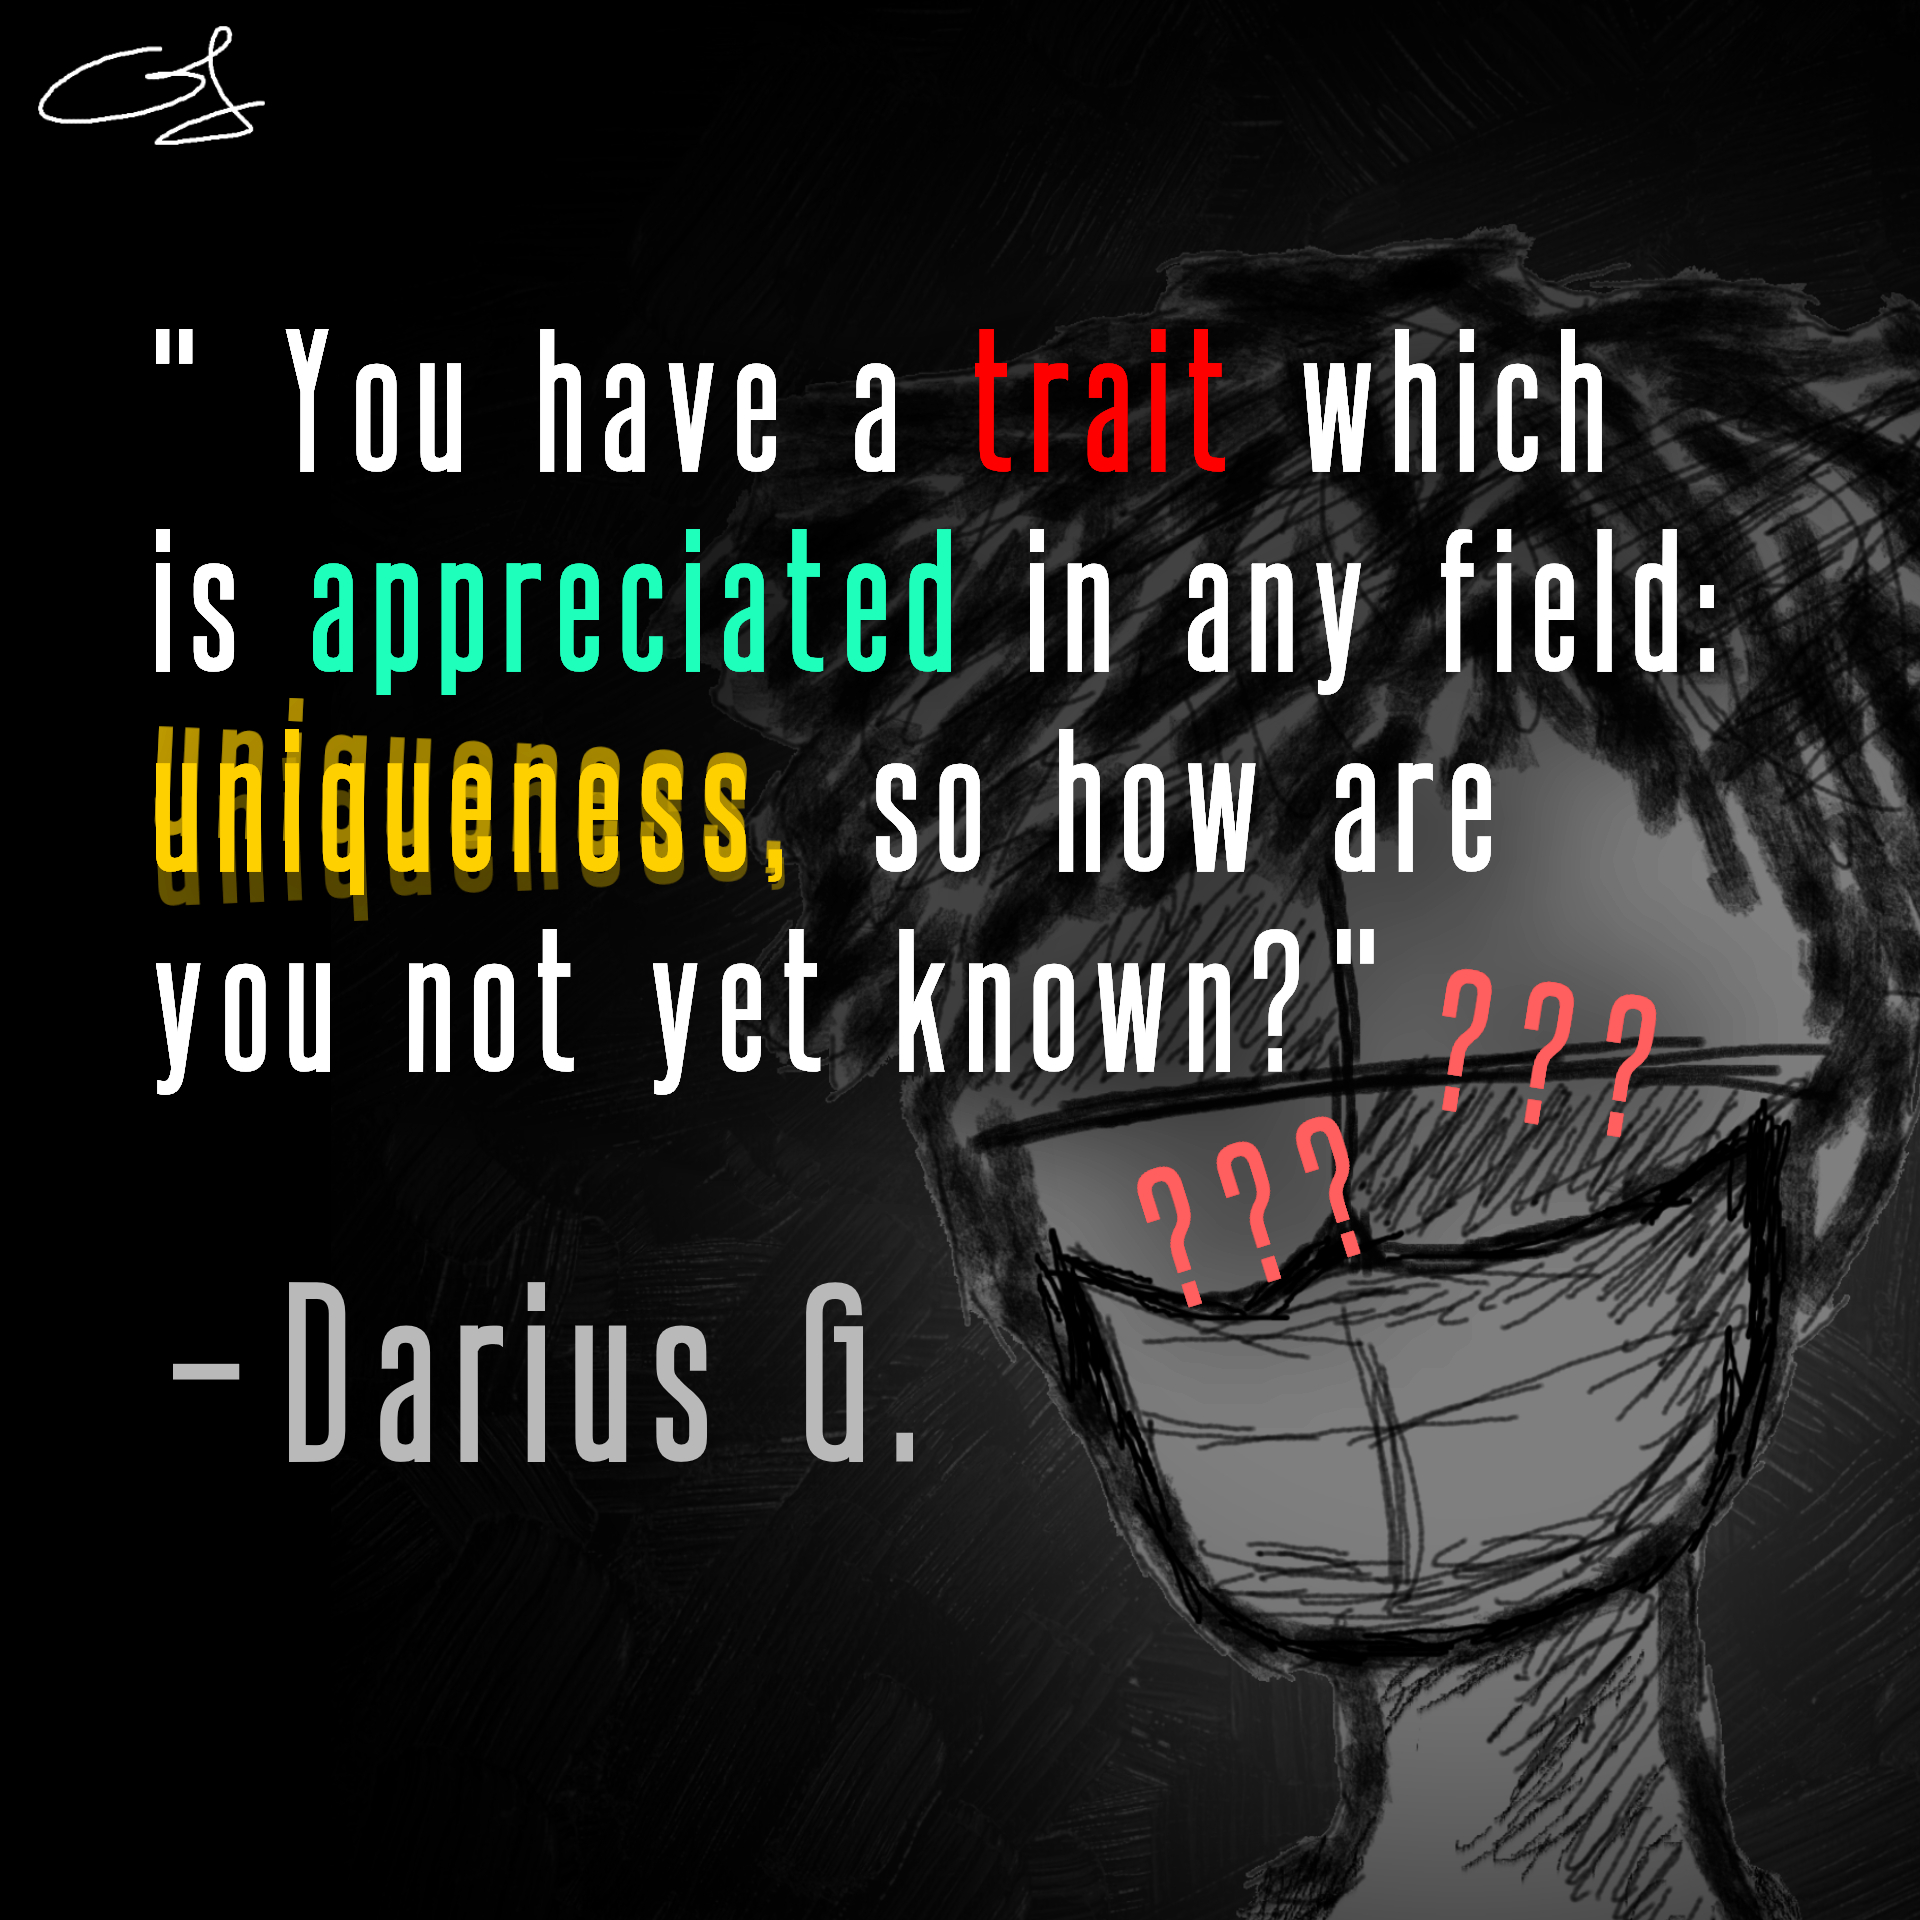 " You have a trait which
is appreciated in any field:
uniqueness, so how are
you not yet known?"
???
???
-Darius G.